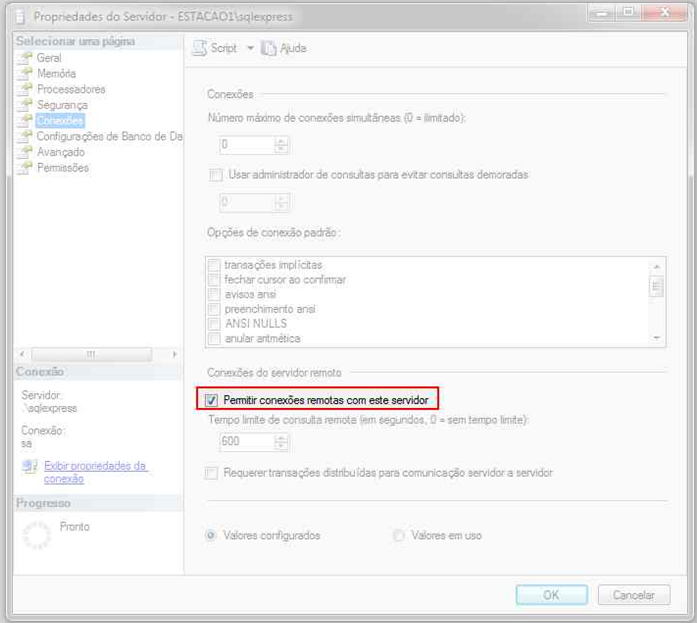 Propriedades do Servidor - ESTACAO1\sqlexpress
Selecionar uma página
Geral
Memória
Processadores
Segurança
Conexões
Configurações de Banco de Da
Avançado
Permissões
Conexão
Servidor:
.\sqlexpress
Conexão:
sa
Exibir propriedades da
conexão
Progresso
Pronto
Script
Ajuda
Conexões
Número máximo de conexões simultâneas (0 = ilimitado):
0
Usar administrador de consultas para evitar consultas demoradas
0
Opções de conexão padrão:
transações implícitas
fechar cursor ao confirmar
avisos ansi
preenchimento ansi
ANSI NULLS
anular aritmética
Conexões do servidor remoto
Permitir conexões remotas com este servidor
Tempo limite de consulta remota (em segundos, 0 = sem tempo limite):
600
Requerer transações distribuídas para comunicação servidor a servidor
Valores configurados
Valores em uso
OK
Cancelar